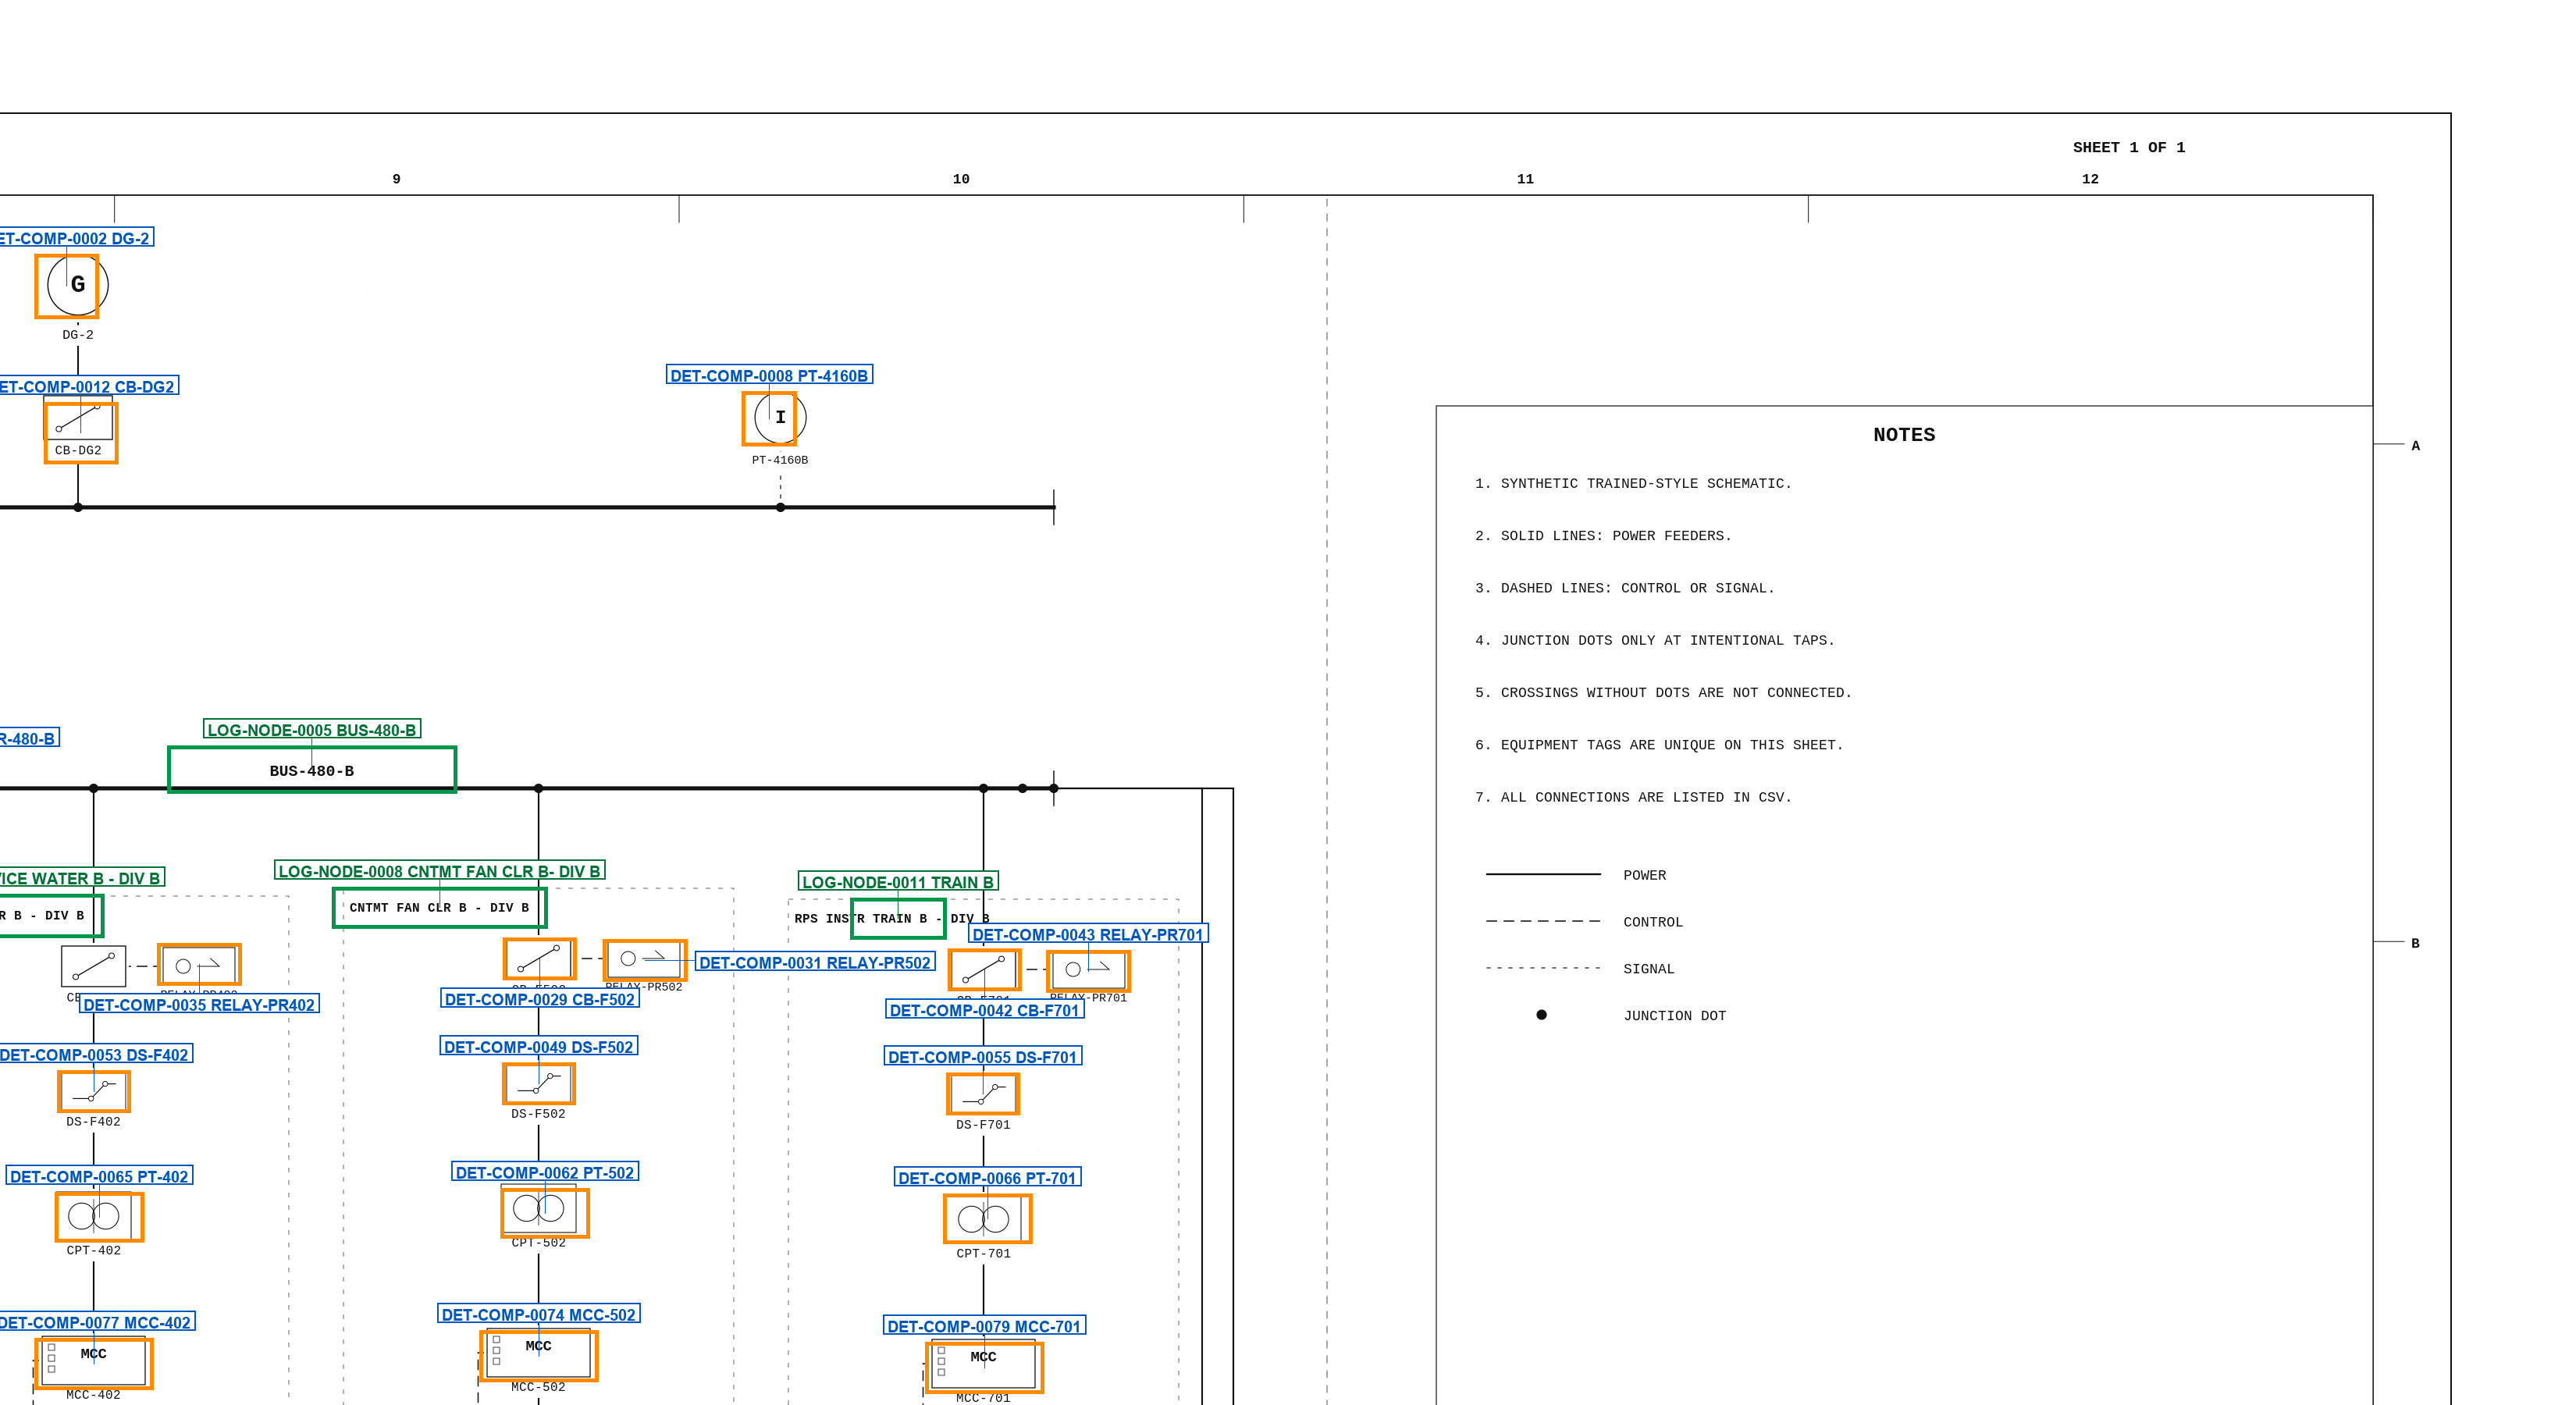 SHEET 1 OF 1
9 10 11 12
ET-COMP-0002 DG-2
G
DG-2
ET-COMP-0012 CB-DG2
CB-DG2
DET-COMP-0008 PT-4160B
I
PT-4160B
NOTES
A
1. SYNTHETIC TRAINED-STYLE SCHEMATIC.
2. SOLID LINES: POWER FEEDERS.
3. DASHED LINES: CONTROL OR SIGNAL.
4. JUNCTION DOTS ONLY AT INTENTIONAL TAPS.
5. CROSSINGS WITHOUT DOTS ARE NOT CONNECTED.
6. EQUIPMENT TAGS ARE UNIQUE ON THIS SHEET.
7. ALL CONNECTIONS ARE LISTED IN CSV.
POWER
CONTROL
SIGNAL
JUNCTION DOT
B
R-480-B
LOG-NODE-0005 BUS-480-B
BUS-480-B
ICE WATER B - DIV B
R B - DIV B
LOG-NODE-0008 CNTMT FAN CLR B- DIV B
CNTMT FAN CLR B - DIV B
LOG-NODE-0011 TRAIN B
RPS INSTR TRAIN B - DIV B
DET-COMP-0043 RELAY-PR701
DET-COMP-0031 RELAY-PR502
RELAY-PR502
RELAY-PR701
DET-COMP-0035 RELAY-PR402
DET-COMP-0029 CB-F502
DET-COMP-0042 CB-F701
DET-COMP-0053 DS-F402
DS-F402
DET-COMP-0049 DS-F502
DS-F502
DET-COMP-0055 DS-F701
DS-F701
DET-COMP-0065 PT-402
CPT-402
DET-COMP-0062 PT-502
CPT-502
DET-COMP-0066 PT-701
CPT-701
DET-COMP-0077 MCC-402
MCC
MCC-402
DET-COMP-0074 MCC-502
MCC
MCC-502
DET-COMP-0079 MCC-701
MCC
MCC-701